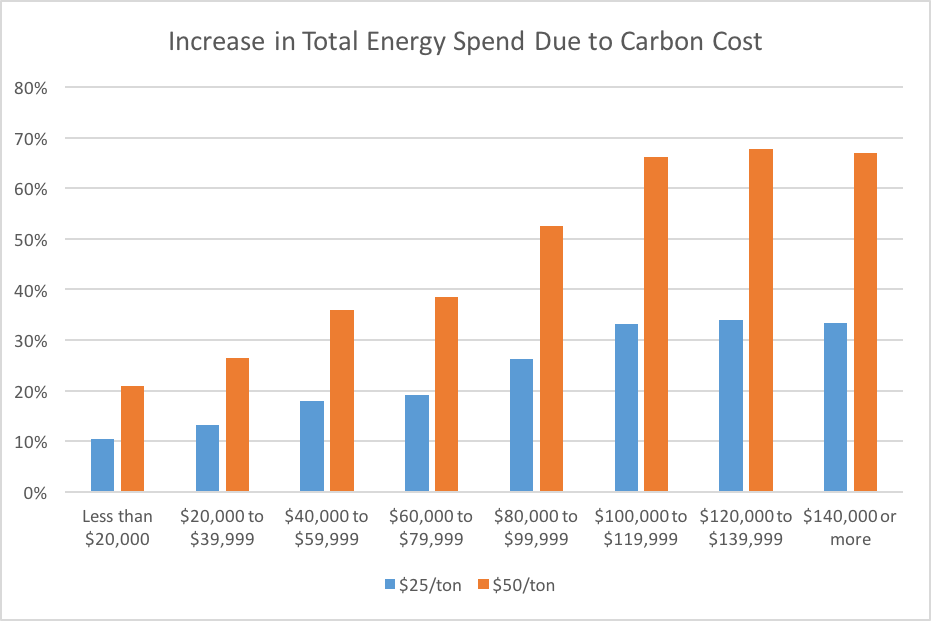 Increase in Total Energy Spend Due to Carbon Cost
80%
70%
60%
50%
40%
30%
20%
10%
0%
Less than $20,000 to $40,000 to $60,000 to $80,000 to $100,000 to $120,000 to $140,000 or
$20,000 $39,999 $59,999 $79,999 $99,999 $119,999 $139,999 more
$25/ton $50/ton